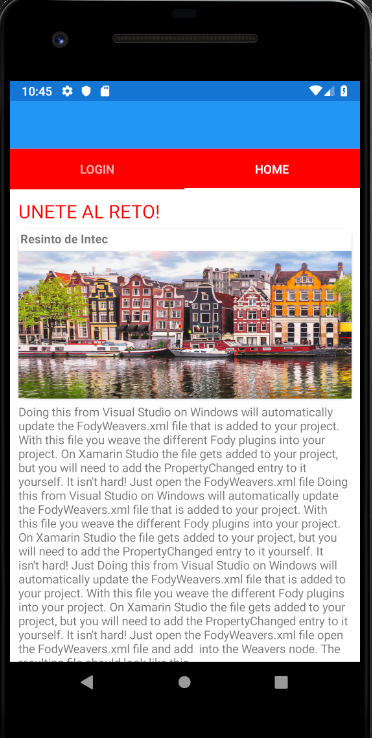 10:45
LOGIN HOME
UNETE AL RETO!
Resinto de Intec
Doing this from Visual Studio on Windows will automatically
update the FodyWeavers.xml file that is added to your project.
With this file you weave the different Fody plugins into your
project. On Xamarin Studio the file gets added to your project,
but you will need to add the PropertyChanged entry to it
yourself. It isn't hard! Just open the FodyWeavers.xml file Doing
this from Visual Studio on Windows will automatically update
the FodyWeavers.xml file that is added to your project. With
this file you weave the different Fody plugins into your project.
On Xamarin Studio the file gets added to your project, but you
will need to add the PropertyChanged entry to it yourself. It
isn't hard! Just Doing this from Visual Studio on Windows will
automatically update the FodyWeavers.xml file that is added to
your project. With this file you weave the different Fody plugins
into your project. On Xamarin Studio the file gets added to your
project, but you will need to add the PropertyChanged entry to it
yourself. It isn't hard! Just open the FodyWeavers.xml file open
the FodyWeavers.xml file and add into the Weavers node. The
resulting file should look like this